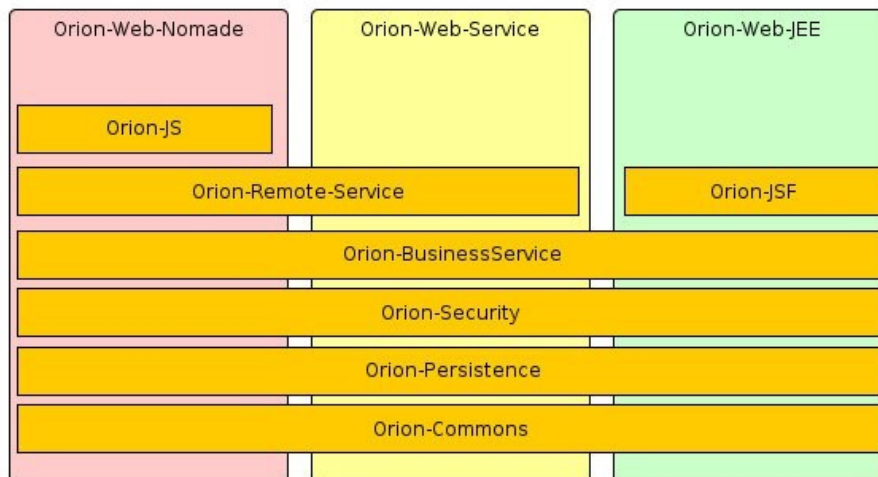 Orion-Web-Nomade
Orion-Web-Service
Orion-Web-JEE
Orion-JS
Orion-Remote-Service
Orion-JSF
Orion-BusinessService
Orion-Security
Orion-Persistence
Orion-Commons